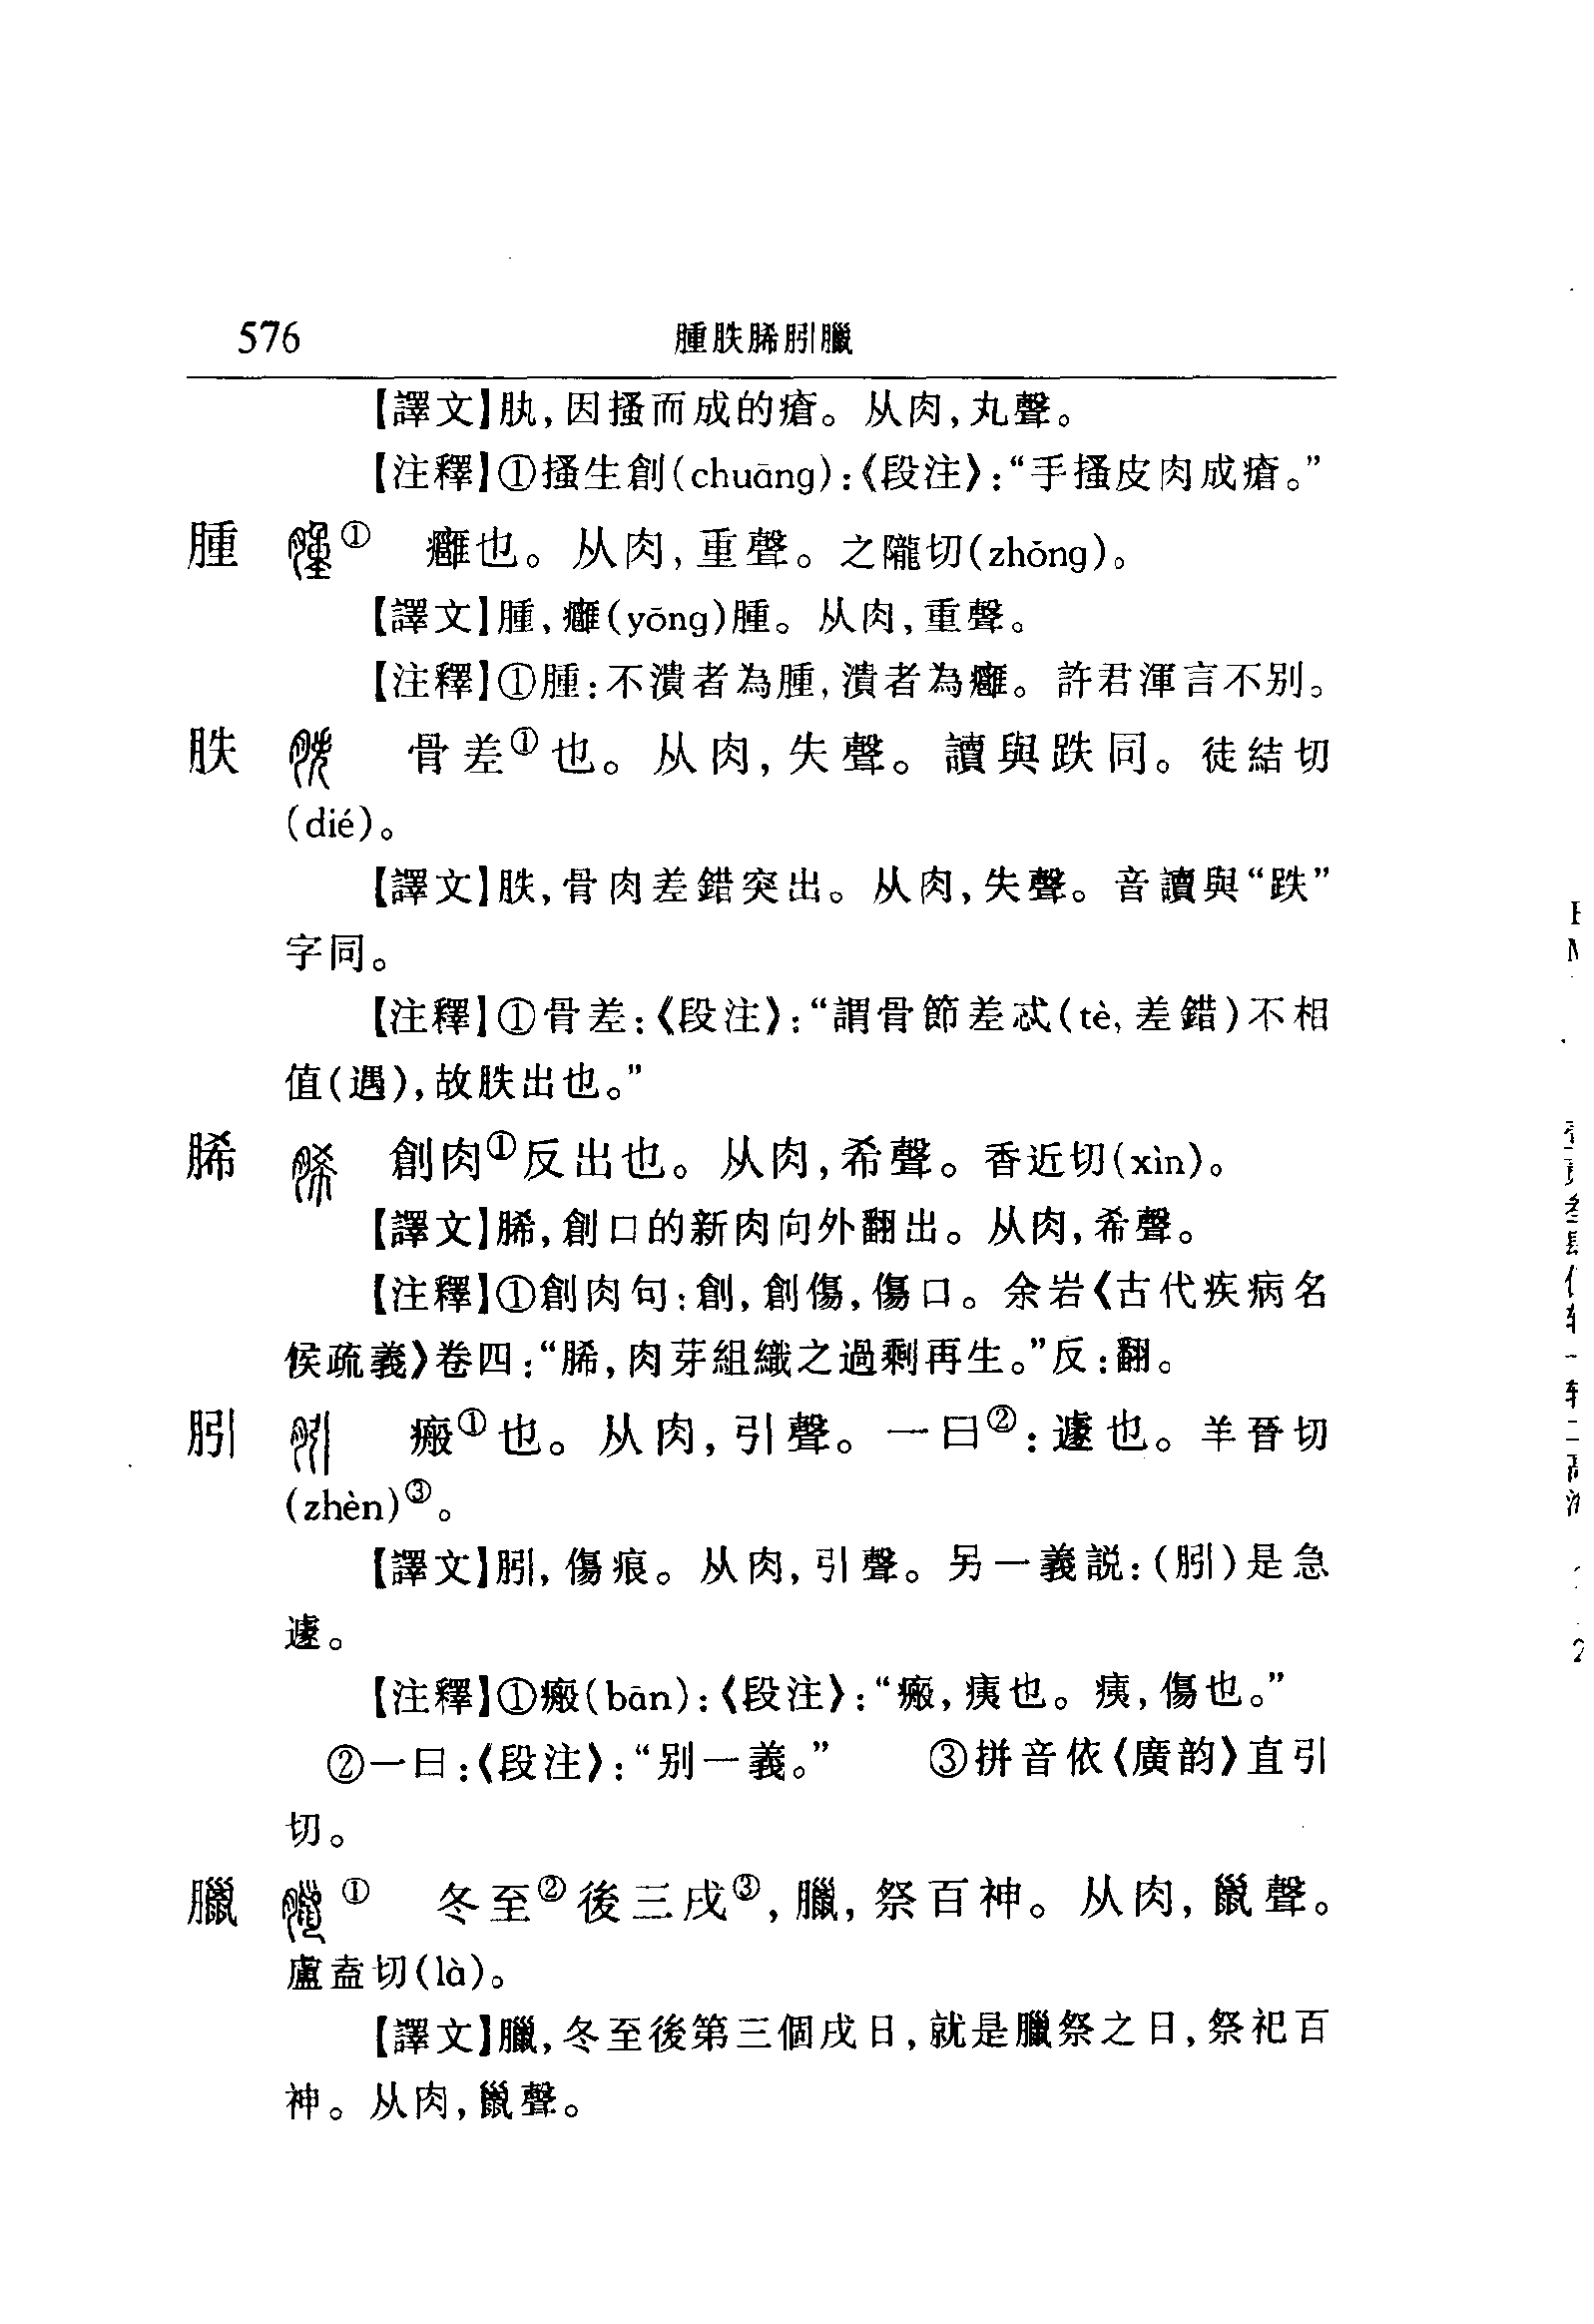 576 腫胅脪朄臘
【譯文】肒,因搔而成的瘡。从肉,丸聲。
【注釋】①搔生創(chuāng):《段注》:“手搔皮肉成瘡。”
腫 ① 癰也。从肉,重聲。之隴切(zhǒng)。
【譯文】腫,癰(yōng)腫。从肉,重聲。
【注釋】①腫:不潰者為腫,潰者為癰。許君渾言不别。
胅 骨差①也。从肉,失聲。讀與跌同。徒結切
(dié)。
【譯文】胅,骨肉差錯突出。从肉,失聲。音讀與“跌”
字同。
【注釋】①骨差:《段注》:“謂骨節差忒(tè,差錯)不相
值(遇),故胅出也。”
脪 創肉①反出也。从肉,希聲。香近切(xìn)。
【譯文】脪,創口的新肉向外翻出。从肉,希聲。
【注釋】①創肉句:創,創傷,傷口。余岩《古代疾病名
候疏義》卷四:“脪,肉芽組織之過剩再生。”反:翻。
䏖 瘢①也。从肉,引聲。一曰②:遽也。羊晉切
(zhèn)③。
【譯文】䏖,傷痕。从肉,引聲。另一義説:(䏖)是急
遽。
【注釋】①瘢(bān):《段注》:“瘢,痍也。痍,傷也。”
②一曰:《段注》:“别一義。” ③拼音依《廣韵》直引
切。
臘 ① 冬至②後三戌③,臘,祭百神。从肉,巤聲。
盧盍切(là)。
【譯文】臘,冬至後第三個戌日,就是臘祭之日,祭祀百
神。从肉,巤聲。